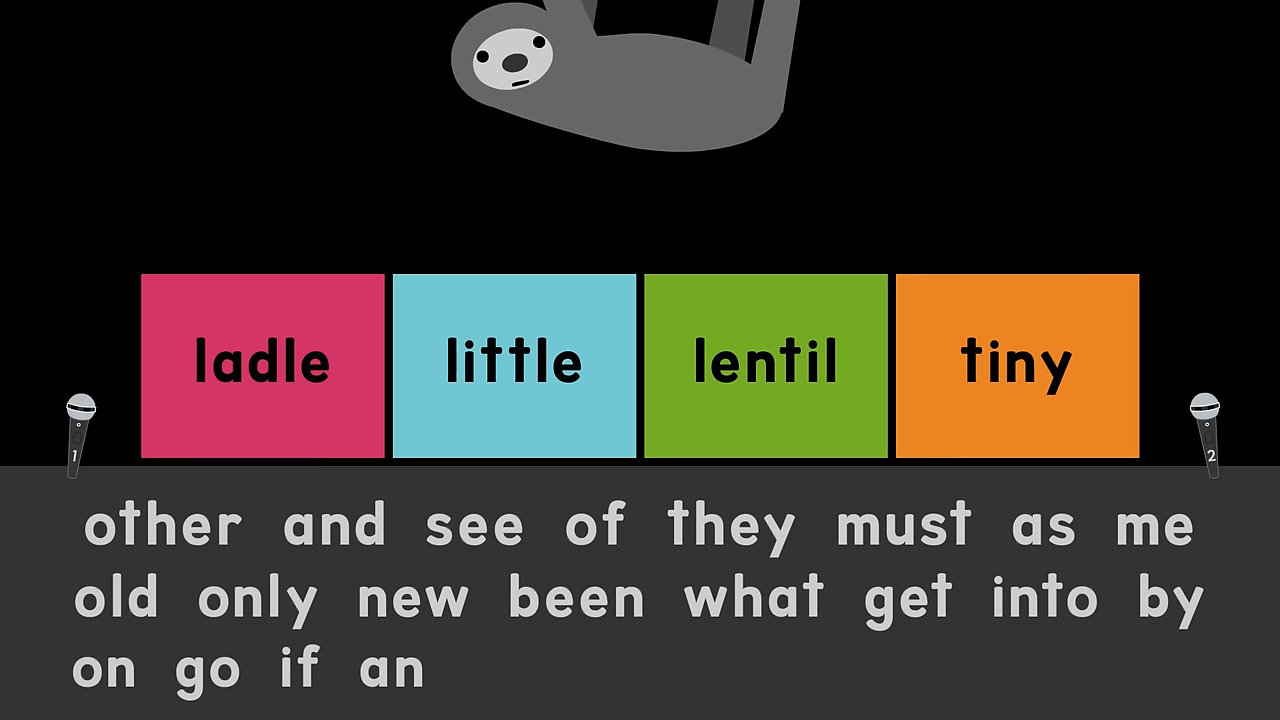 ladle little lentil tiny
1 2
other and see of they must as me
old only new been what get into by
on go if an